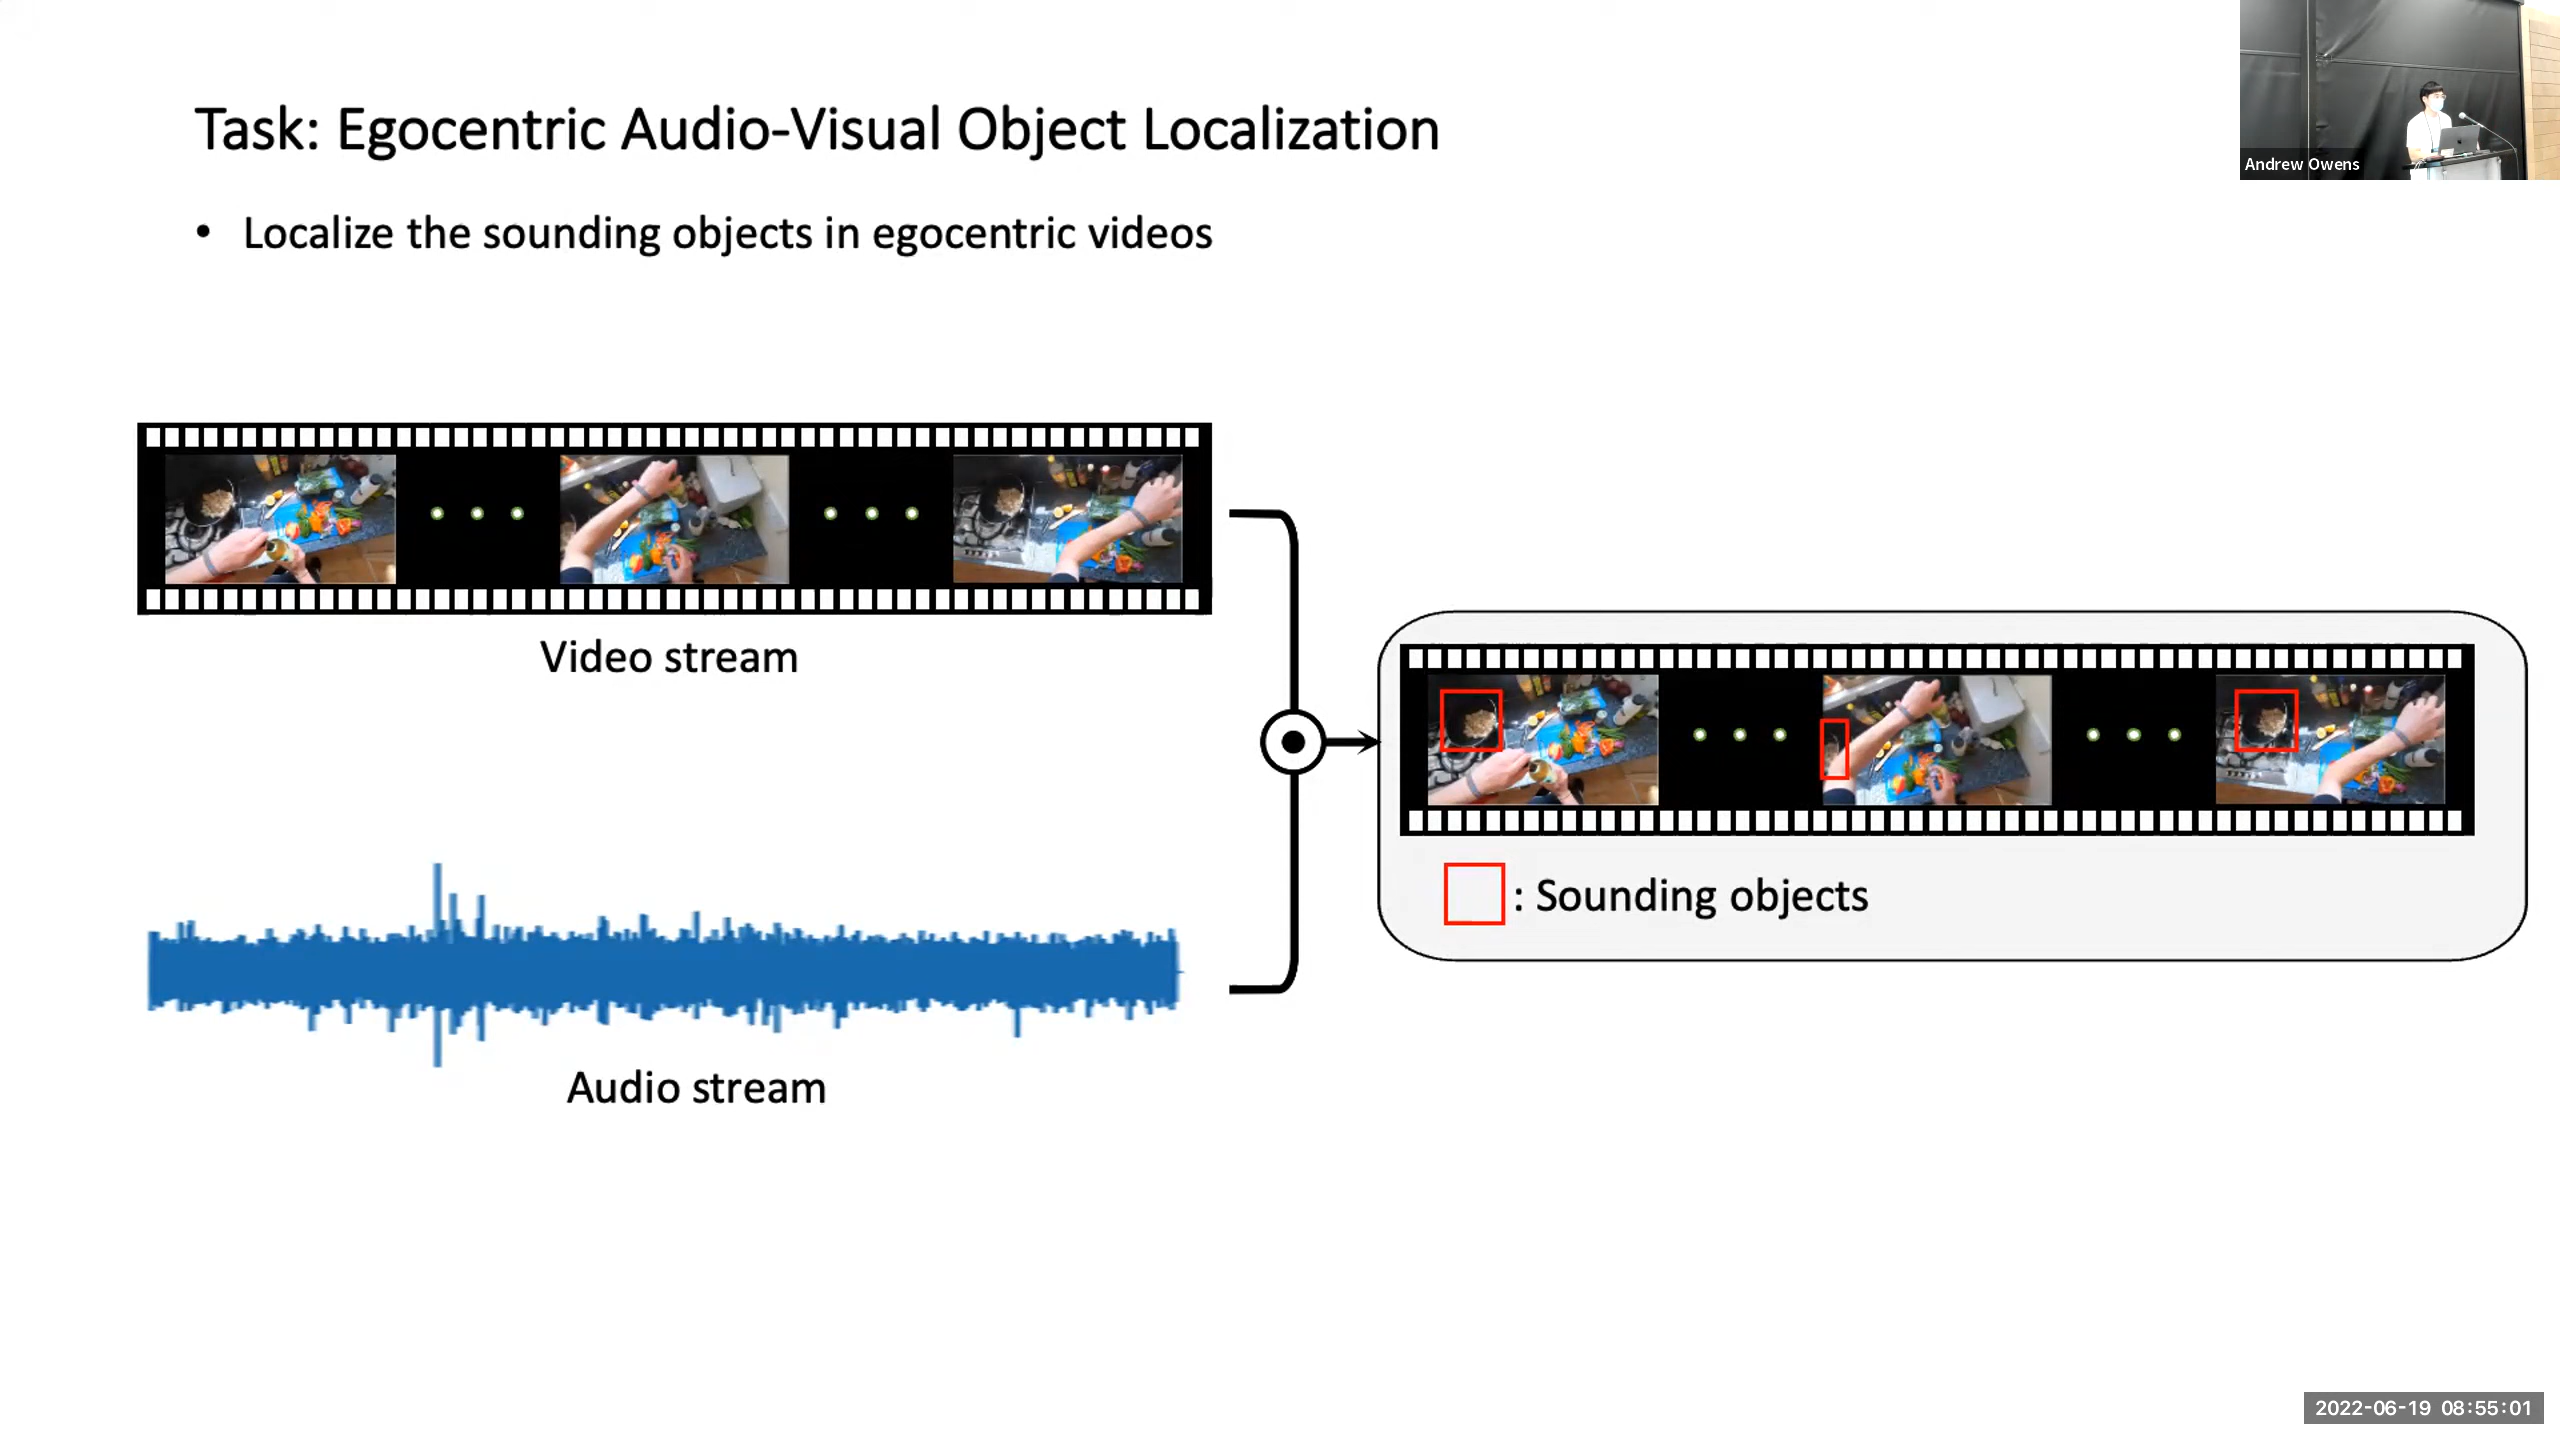 Task: Egocentric Audio-Visual Object Localization
Andrew Owens
• Localize the sounding objects in egocentric videos
Video stream
: Sounding objects
Audio stream
2022-06-19 08:55:01